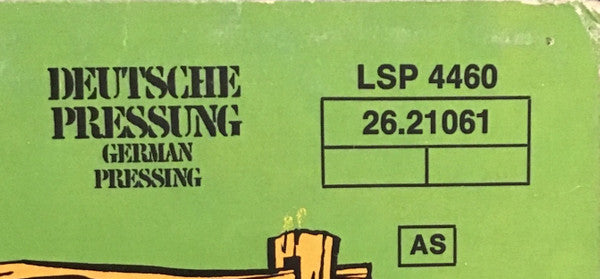 DEUTSCHE
PRESSUNG
GERMAN
PRESSING
LSP 4460
26.21061
AS